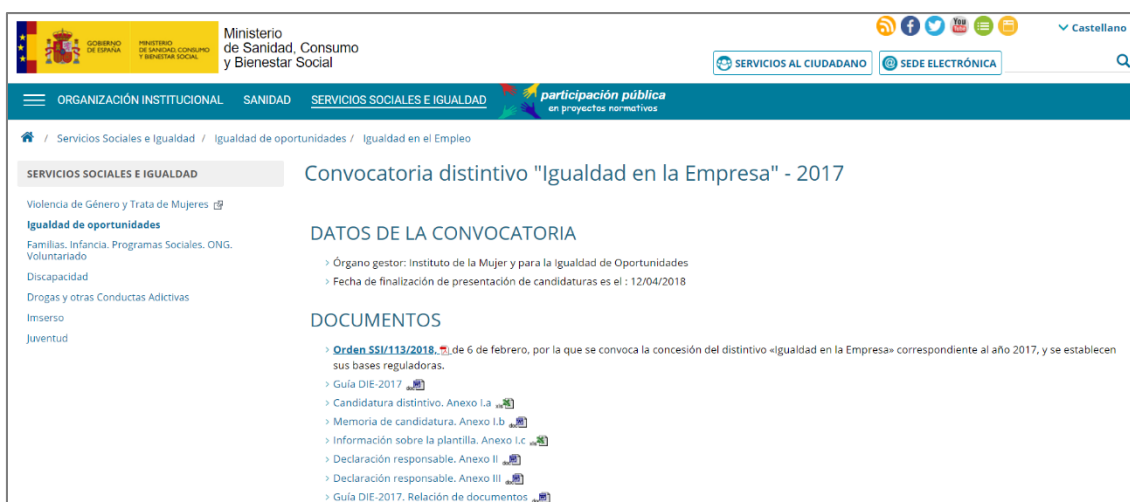 GOBIERNO
DE ESPAÑA
MINISTERIO
DE SANIDAD, CONSUMO
Y BIENESTAR SOCIAL
Ministerio
de Sanidad, Consumo
y Bienestar Social
You
Tube
Castellano
SERVICIOS AL CIUDADANO
@ SEDE ELECTRÓNICA
ORGANIZACIÓN INSTITUCIONAL SANIDAD SERVICIOS SOCIALES E IGUALDAD
participación pública
en proyectos normativos
/ Servicios Sociales e Igualdad / Igualdad de oportunidades / Igualdad en el Empleo
SERVICIOS SOCIALES E IGUALDAD
Violencia de Género y Trata de Mujeres
Igualdad de oportunidades
Familias. Infancia. Programas Sociales. ONG.
Voluntariado
Discapacidad
Drogas y otras Conductas Adictivas
Imserso
Juventud
Convocatoria distintivo "Igualdad en la Empresa" - 2017
DATOS DE LA CONVOCATORIA
› Órgano gestor: Instituto de la Mujer y para la Igualdad de Oportunidades
› Fecha de finalización de presentación de candidaturas es el : 12/04/2018
DOCUMENTOS
› Orden SSI/113/2018, de 6 de febrero, por la que se convoca la concesión del distintivo «Igualdad en la Empresa» correspondiente al año 2017, y se establecen
sus bases reguladoras.
› Guía DIE-2017
› Candidatura distintivo. Anexo I.a
› Memoria de candidatura. Anexo I.b
› Información sobre la plantilla. Anexo I.c
› Declaración responsable. Anexo II
› Declaración responsable. Anexo III
› Guía DIE-2017. Relación de documentos